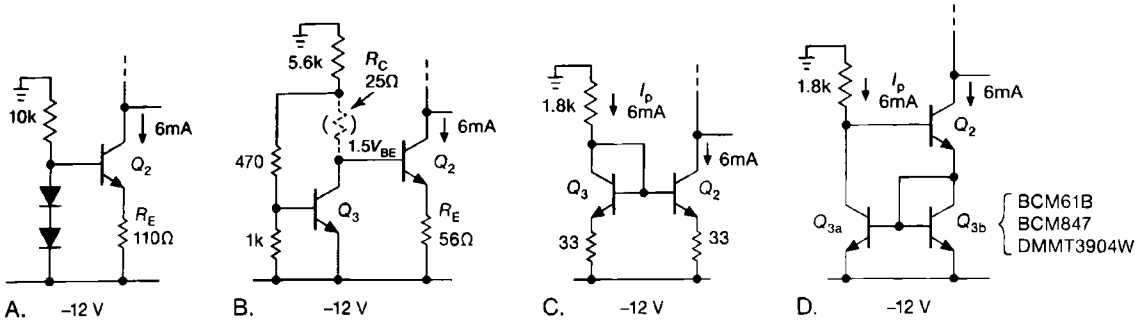 10k
6mA
Q2
RE
110Ω
A.
–12 V
5.6k
RC
25Ω
1.5VBE
6mA
470
Q3
Q2
1k
RE
56Ω
B.
–12 V
1.8k
Ip
6mA
6mA
Q3
Q2
33
33
C.
–12 V
1.8k
Ip
6mA
6mA
Q2
Q3a
Q3b
BCM61B
BCM847
DMMT3904W
D.
–12 V